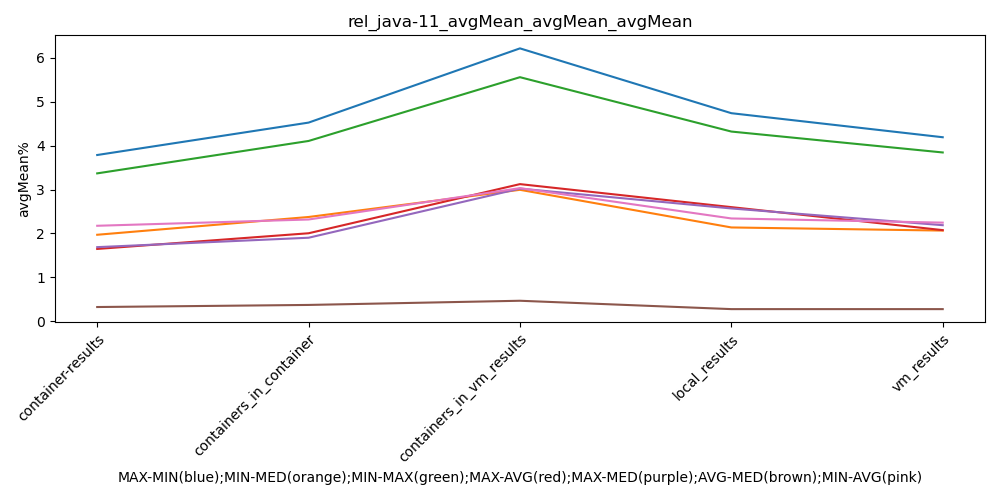 rel_java-11_avgMean_avgMean_avgMean
avgMean%
6
5
4
3
2
1
0
container-results
containers_in_container
containers_in_vm_results
local_results
vm_results
MAX-MIN(blue);MIN-MED(orange);MIN-MAX(green);MAX-AVG(red);MAX-MED(purple);AVG-MED(brown);MIN-AVG(pink)